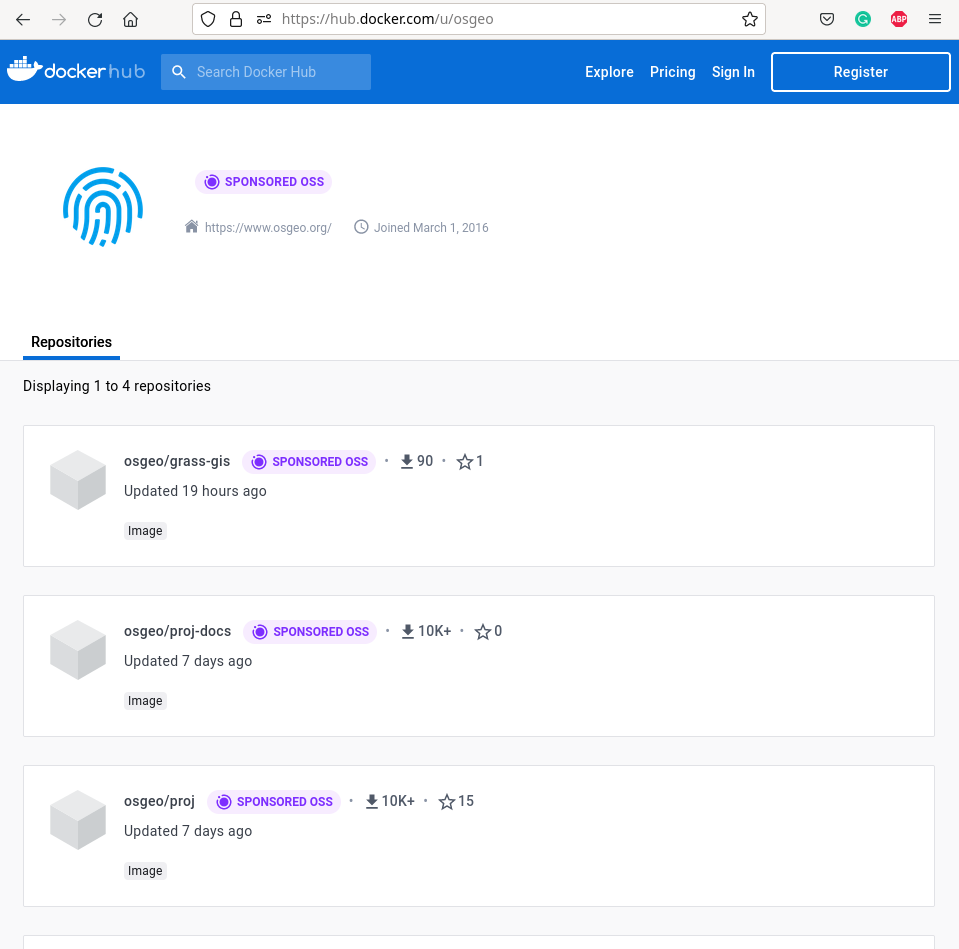 https://hub.docker.com/u/osgeo
ABP
dockerhub
Search Docker Hub
Explore Pricing Sign In Register
SPONSORED OSS
https://www.osgeo.org/ Joined March 1, 2016
Repositories
Displaying 1 to 4 repositories
osgeo/grass-gis SPONSORED OSS • 90 • 1
Updated 19 hours ago
Image
osgeo/proj-docs SPONSORED OSS • 10K+ • 0
Updated 7 days ago
Image
osgeo/proj SPONSORED OSS • 10K+ • 15
Updated 7 days ago
Image